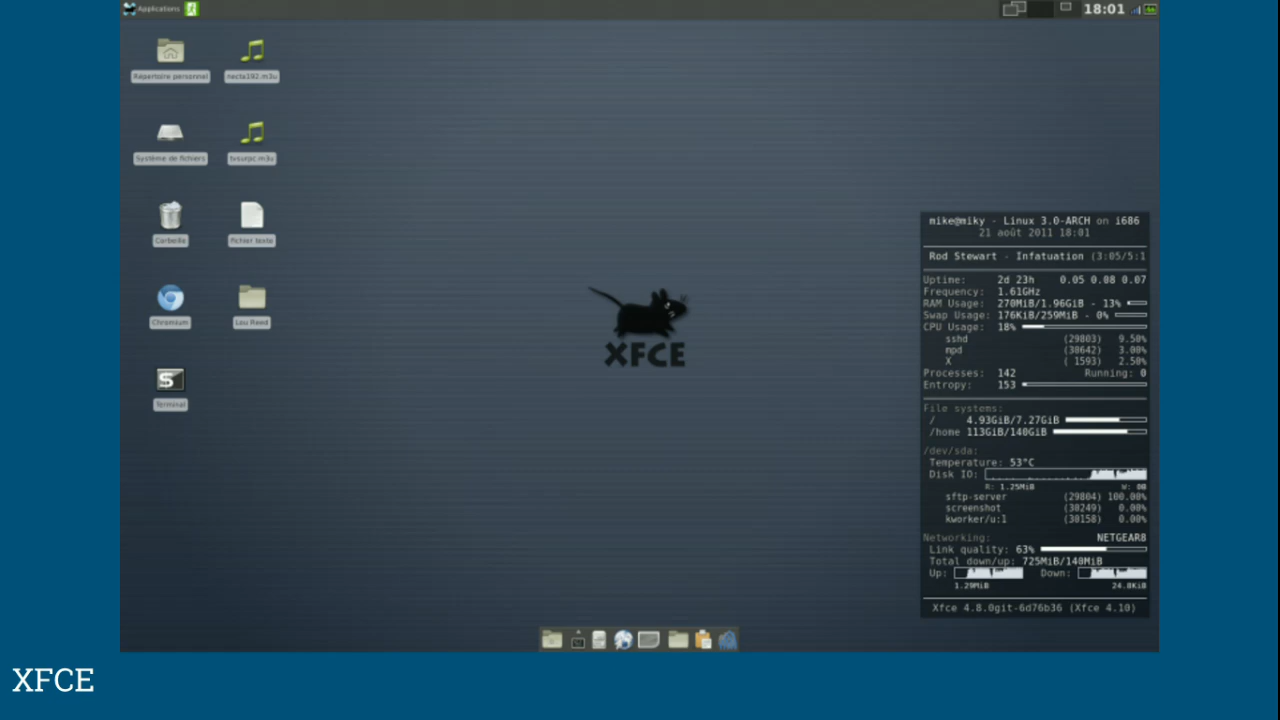 Applications
18:01
Répertoire personnel
necta192.m3u
Système de fichiers
tvsurpc.m3u
Corbeille
Fichier texte
Chromium
Lou Reed
Terminal
XFCE
mike@miky - Linux 3.0-ARCH on i686
21 août 2011 18:01
Rod Stewart - Infatuation (3:05/5:1
Uptime: 2d 23h 0.05 0.08 0.07
Frequency: 1.61GHz
RAM Usage: 270MiB/1.96GiB - 13%
Swap Usage: 176KiB/259MiB - 0%
CPU Usage: 18%
sshd (29803) 9.50%
mpd (30642) 3.00%
X ( 1593) 2.50%
Processes: 142 Running: 0
Entropy: 153
File systems:
/ 4.93GiB/7.27GiB
/home 113GiB/140GiB
/dev/sda:
Temperature: 53°C
Disk IO:
R: 1.25MiB W: 0B
sftp-server (29804) 100.00%
screenshot (30249) 0.00%
kworker/u:1 (30158) 0.00%
Networking: NETGEAR8
Link quality: 63%
Total down/up: 725MiB/140MiB
Up: Down:
1.29MiB 24.0KiB
Xfce 4.8.0git-6d76b36 (Xfce 4.10)
XFCE